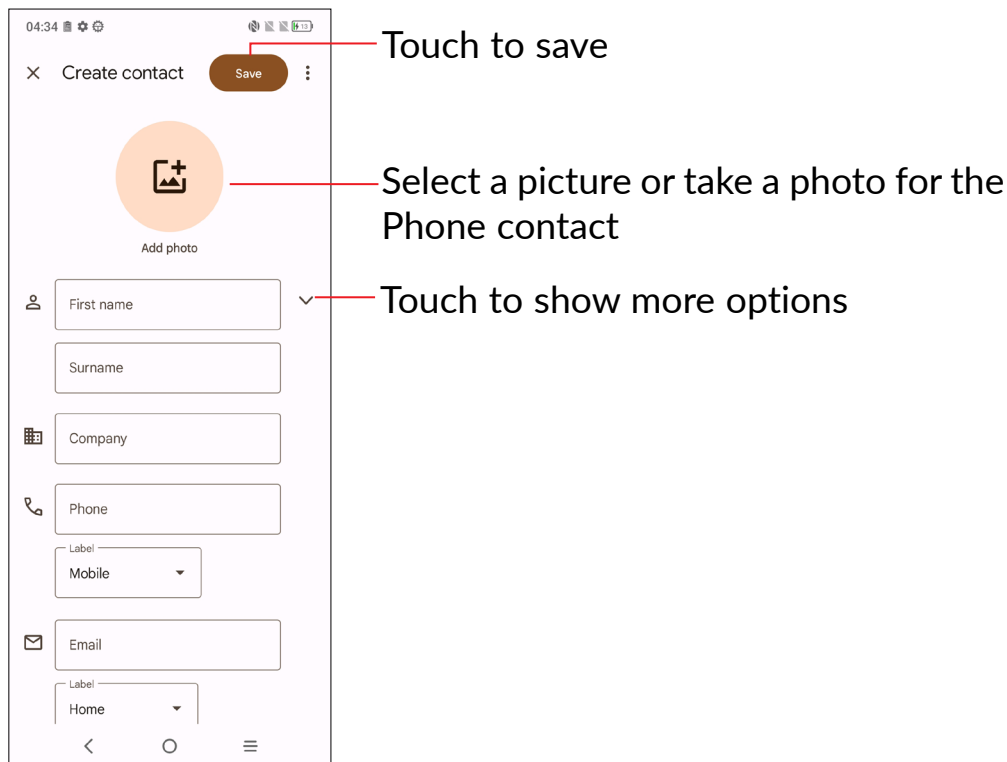 04:34
13
Create contact
Save
Touch to save
Add photo
Select a picture or take a photo for the
Phone contact
First name
Touch to show more options
Surname
Company
Phone
Label
Mobile
Email
Label
Home